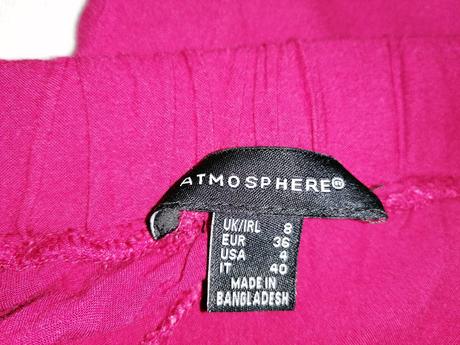 ATMOSPHERE®
UK/IRL 8
EUR 36
USA 4
IT 40
MADE IN
BANGLADESH